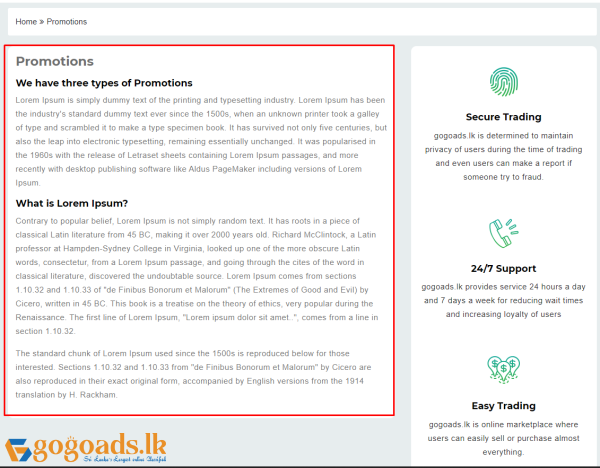 Home » Promotions
Promotions
We have three types of Promotions
Lorem Ipsum is simply dummy text of the printing and typesetting industry. Lorem Ipsum has been
the industry's standard dummy text ever since the 1500s, when an unknown printer took a galley
of type and scrambled it to make a type specimen book. It has survived not only five centuries, but
also the leap into electronic typesetting, remaining essentially unchanged. It was popularised in
the 1960s with the release of Letraset sheets containing Lorem Ipsum passages, and more
recently with desktop publishing software like Aldus PageMaker including versions of Lorem
Ipsum.
What is Lorem Ipsum?
Contrary to popular belief, Lorem Ipsum is not simply random text. It has roots in a piece of
classical Latin literature from 45 BC, making it over 2000 years old. Richard McClintock, a Latin
professor at Hampden-Sydney College in Virginia, looked up one of the more obscure Latin
words, consectetur, from a Lorem Ipsum passage, and going through the cites of the word in
classical literature, discovered the undoubtable source. Lorem Ipsum comes from sections
1.10.32 and 1.10.33 of "de Finibus Bonorum et Malorum" (The Extremes of Good and Evil) by
Cicero, written in 45 BC. This book is a treatise on the theory of ethics, very popular during the
Renaissance. The first line of Lorem Ipsum, "Lorem ipsum dolor sit amet..", comes from a line in
section 1.10.32.
The standard chunk of Lorem Ipsum used since the 1500s is reproduced below for those
interested. Sections 1.10.32 and 1.10.33 from "de Finibus Bonorum et Malorum" by Cicero are
also reproduced in their exact original form, accompanied by English versions from the 1914
translation by H. Rackham.
gogoads.lk
Sri Lanka's Largest online Classified
Secure Trading
gogoads.lk is determined to maintain
privacy of users during the time of trading
and even users can make a report if
someone try to fraud.
24/7 Support
gogoads.lk provides service 24 hours a day
and 7 days a week for reducing wait times
and increasing loyalty of users
Easy Trading
gogoads.lk is online marketplace where
users can easily sell or purchase almost
everything.